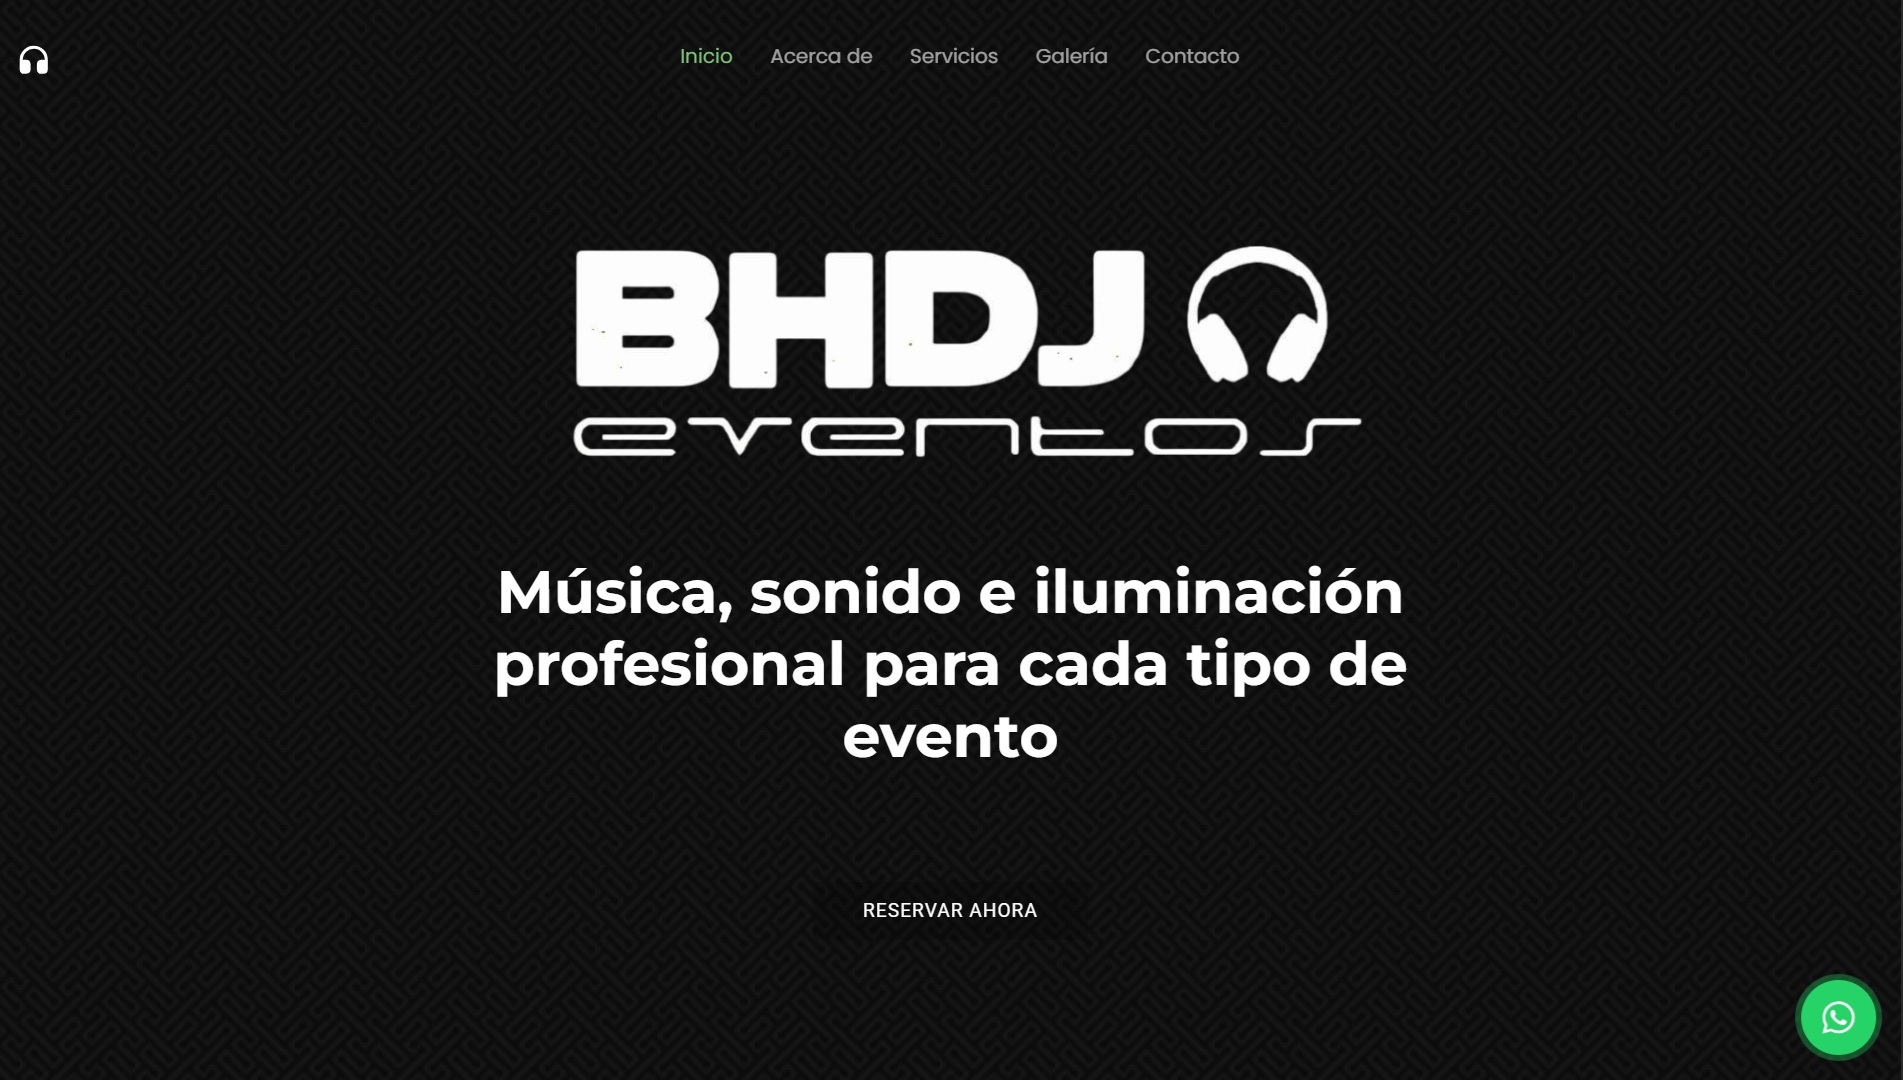 Inicio Acerca de Servicios Galería Contacto
BHDJ
eventos
Música, sonido e iluminación
profesional para cada tipo de
evento
RESERVAR AHORA